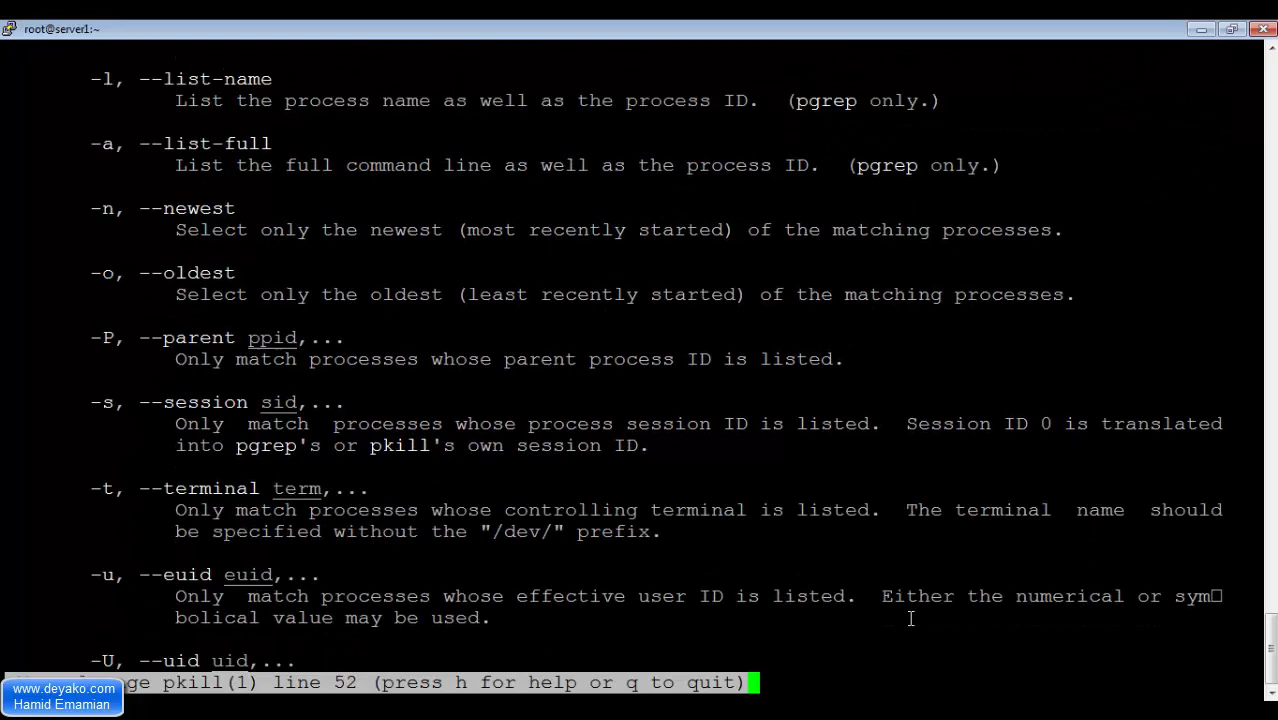 root@server1:~
-l, --list-name
List the process name as well as the process ID. (pgrep only.)
-a, --list-full
List the full command line as well as the process ID. (pgrep only.)
-n, --newest
Select only the newest (most recently started) of the matching processes.
-o, --oldest
Select only the oldest (least recently started) of the matching processes.
-P, --parent ppid,...
Only match processes whose parent process ID is listed.
-s, --session sid,...
Only match processes whose process session ID is listed. Session ID 0 is translated
into pgrep's or pkill's own session ID.
-t, --terminal term,...
Only match processes whose controlling terminal is listed. The terminal name should
be specified without the "/dev/" prefix.
-u, --euid euid,...
Only match processes whose effective user ID is listed. Either the numerical or sym□
bolical value may be used.
-U, --uid uid,...
ge pkill(1) line 52 (press h for help or q to quit)
www.deyako.com
Hamid Emamian